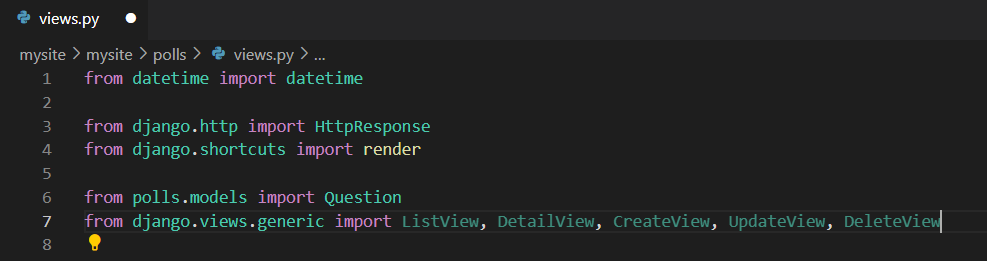 views.py
mysite > mysite > polls > views.py > ...
1 from datetime import datetime
2
3 from django.http import HttpResponse
4 from django.shortcuts import render
5
6 from polls.models import Question
7 from django.views.generic import ListView, DetailView, CreateView, UpdateView, DeleteView
8